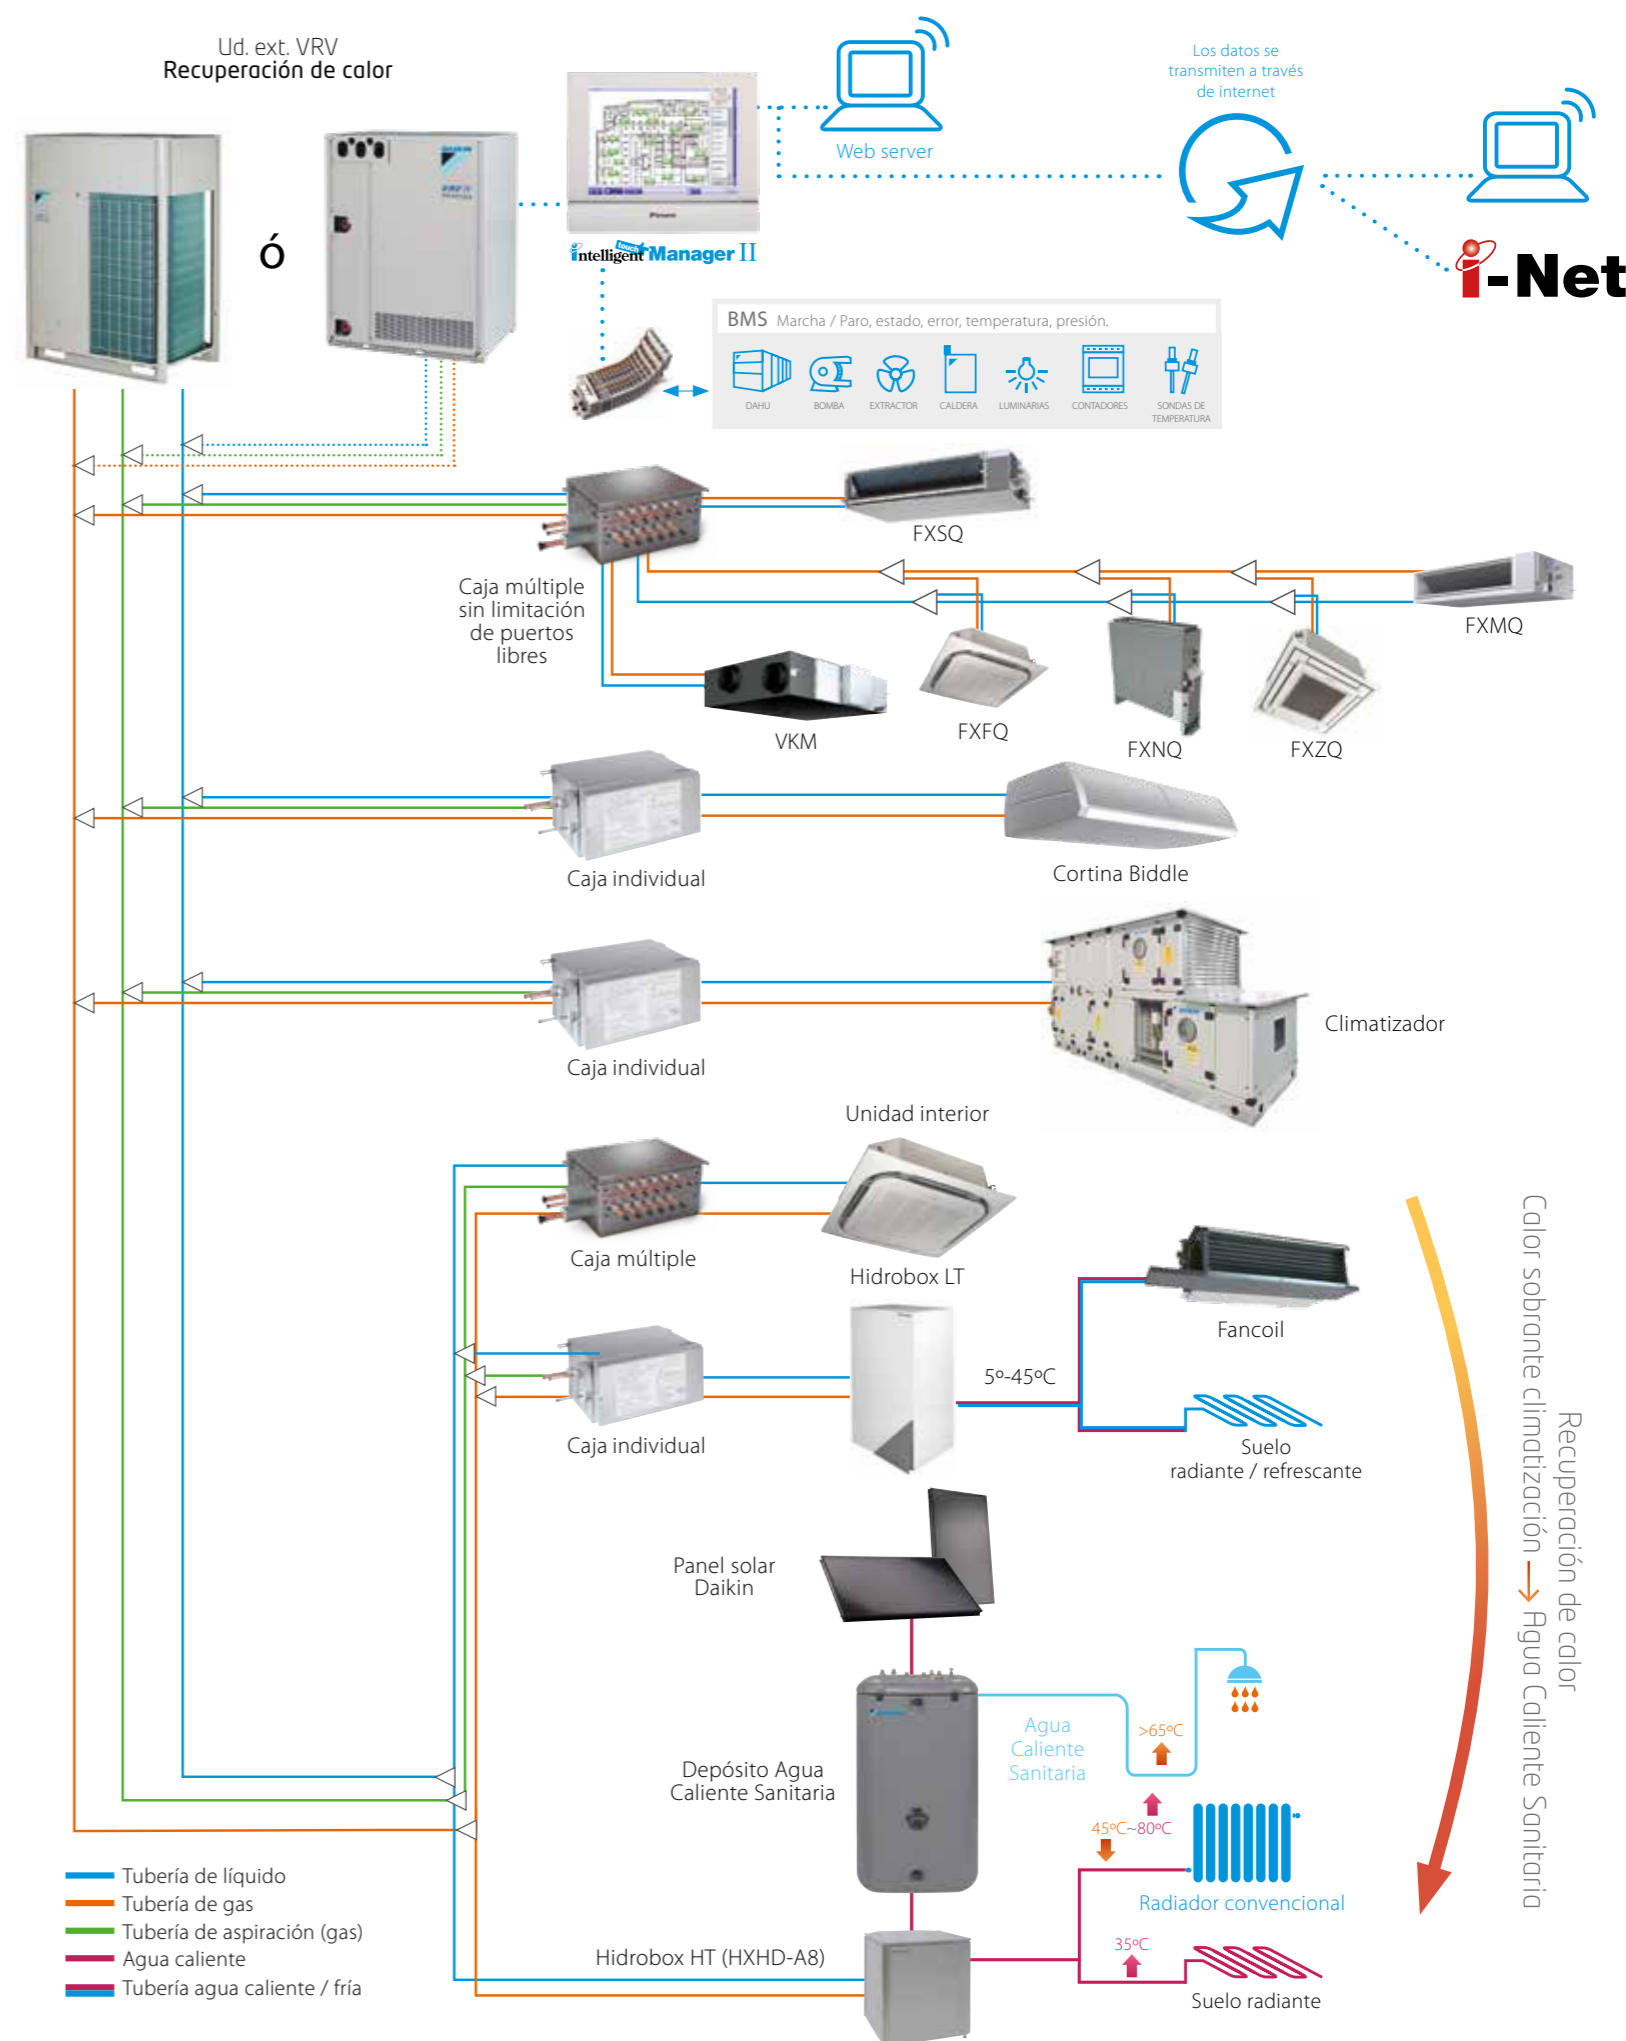 Ud. ext. VRV
Recuperación de calor
ó
DAIKIN
intelligent touch Manager II
Web server
Los datos se
transmiten a través
de internet
i-Net
BMS Marcha / Paro, estado, error, temperatura, presión.
DAHU
BOMBA
EXTRACTOR
CALDERA
LUMINARIAS
CONTADORES
SONDAS DE
TEMPERATURA
FXSQ
Caja múltiple
sin limitación
de puertos
libres
FXMQ
VKM
FXFQ
FXNQ
FXZQ
Caja individual
Cortina Biddle
Caja individual
Climatizador
Unidad interior
Caja múltiple
Hidrobox LT
Fancoil
5º-45ºC
Caja individual
Suelo
radiante / refrescante
Recuperación de calor
Calor sobrante climatización → Agua Caliente Sanitaria
Panel solar
Daikin
Agua
Caliente
Sanitaria
>65ºC
Depósito Agua
Caliente Sanitaria
45ºC~80ºC
Radiador convencional
Tubería de líquido
Tubería de gas
Tubería de aspiración (gas)
Agua caliente
Tubería agua caliente / fría
Hidrobox HT (HXHD-A8)
35ºC
Suelo radiante